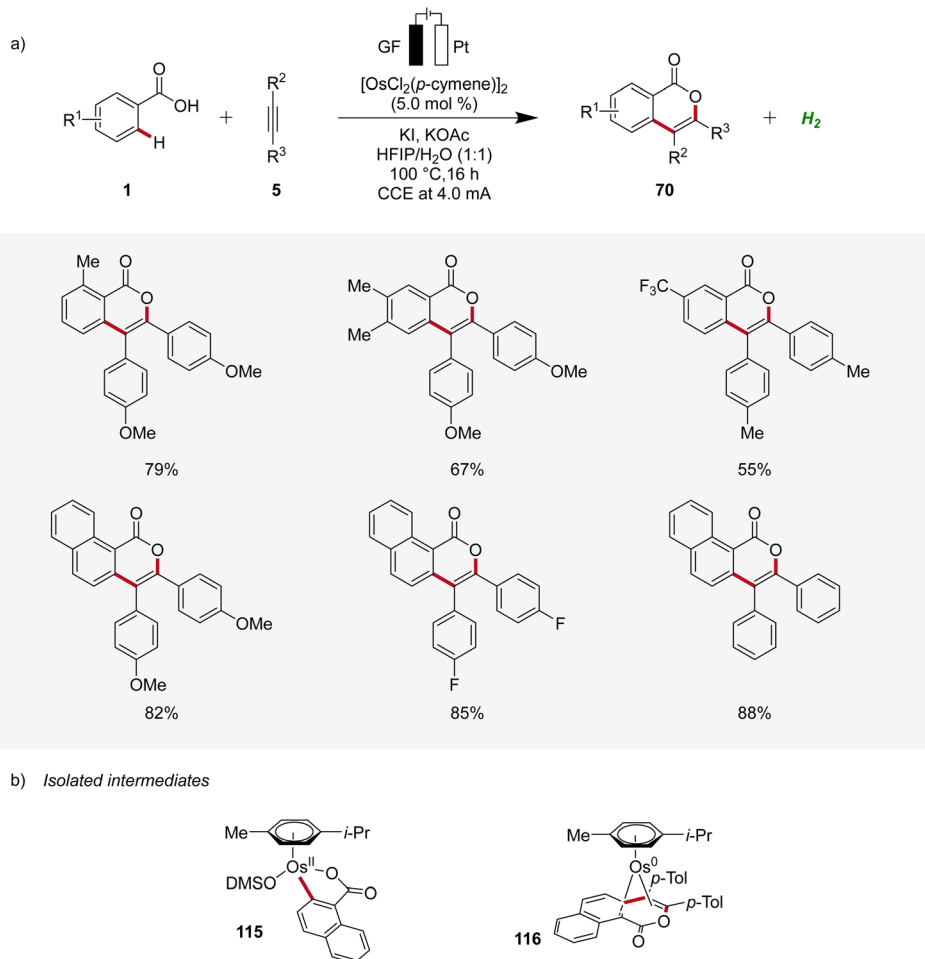 a)
GF
Pt
[OsCl2(p-cymene)]2
(5.0 mol %)
KI, KOAc
HFIP/H2O (1:1)
100 °C,16 h
CCE at 4.0 mA
R1
O
OH
H
1
+
R2
R3
5
O
O
R1
R3
R2
70
+
H2
Me
O
O
OMe
OMe
79%
Me
Me
O
O
OMe
OMe
67%
F3C
O
O
Me
Me
55%
O
O
OMe
OMe
82%
O
O
F
F
85%
O
O
88%
b) Isolated intermediates
Me
i-Pr
OsII
O
DMSO
O
115
Me
i-Pr
Os0
p-Tol
p-Tol
O
O
116